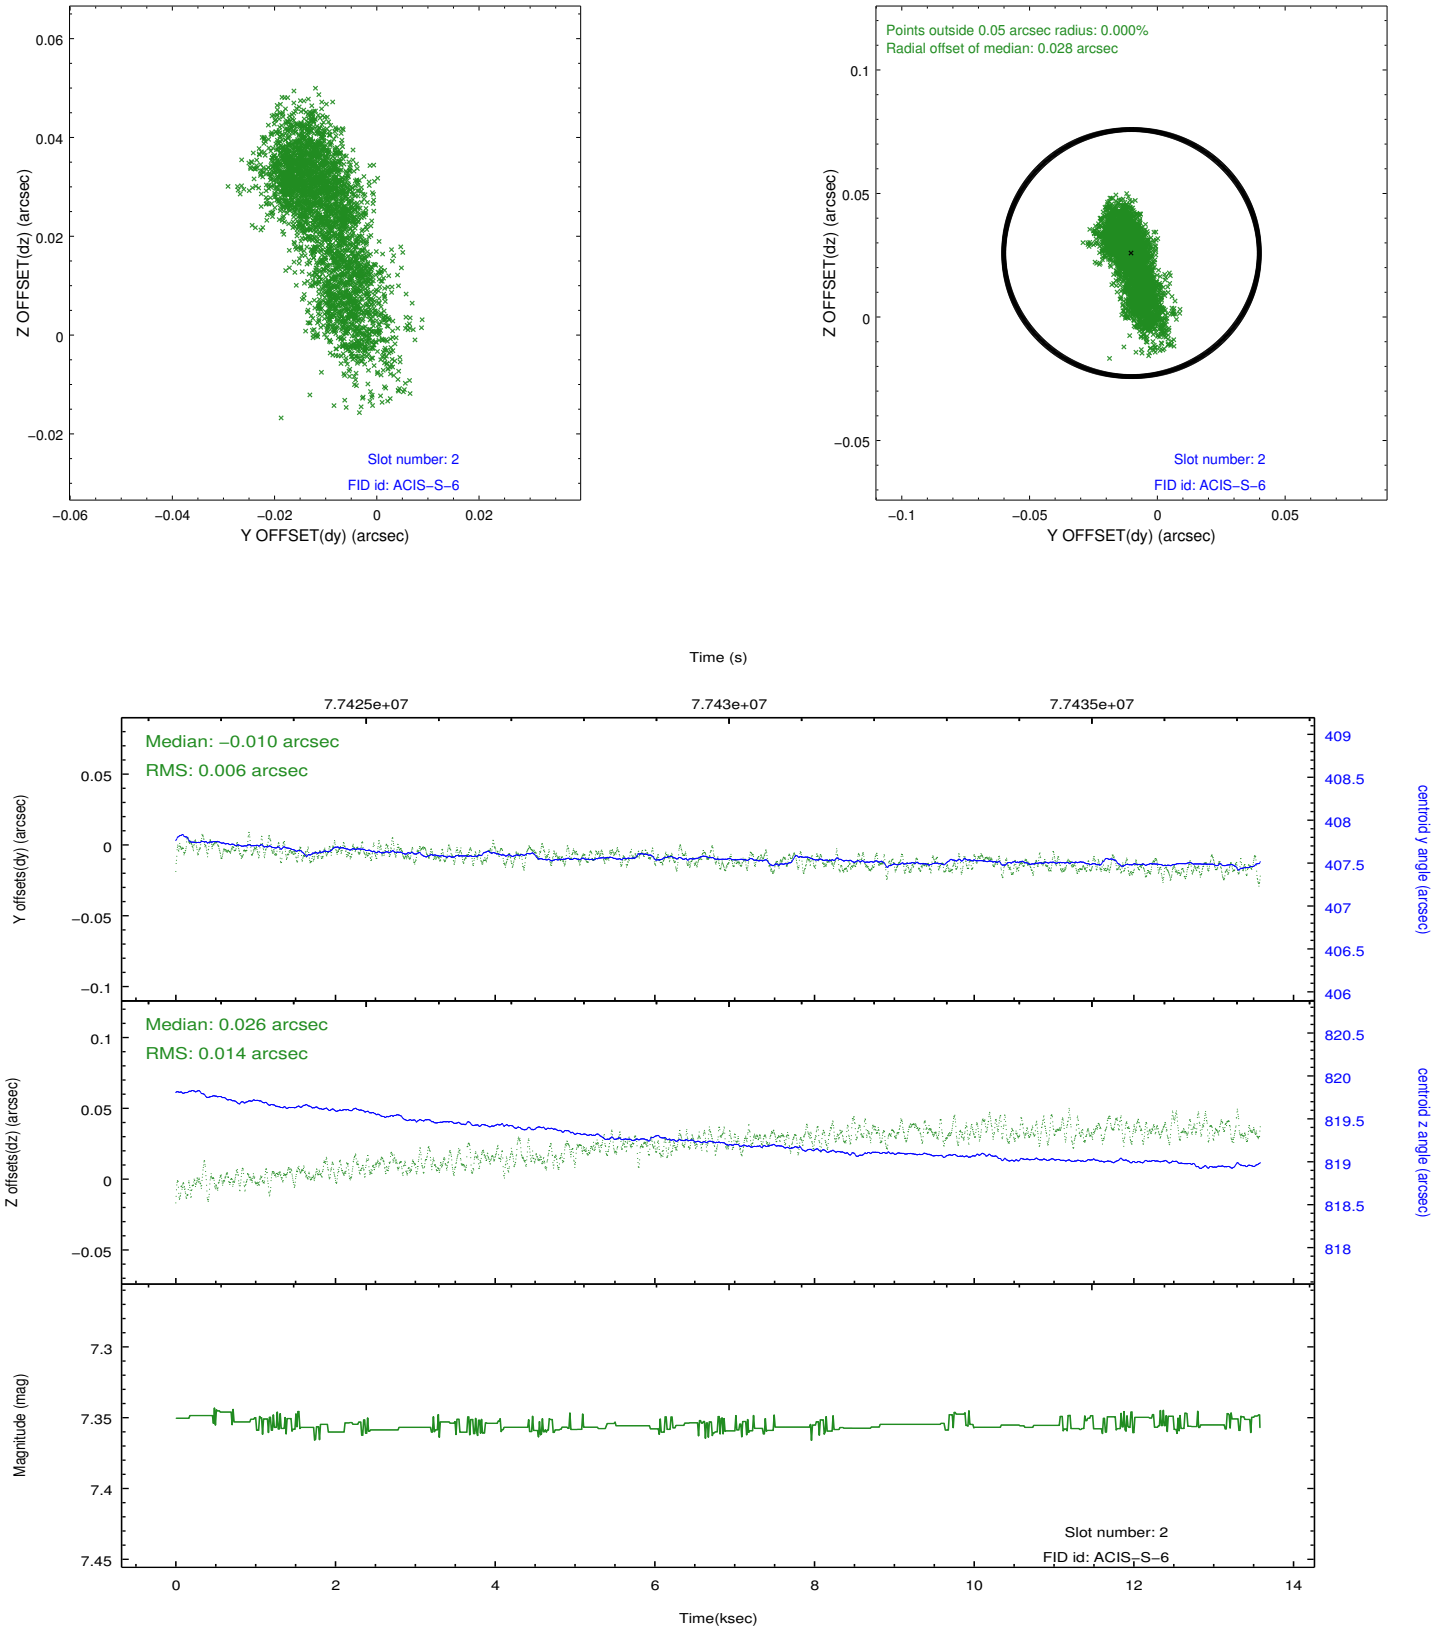 0.06
0.04
0.02
0
−0.02
−0.06
−0.04
−0.02
0
0.02
Z OFFSET(dz) (arcsec)
Y OFFSET(dy) (arcsec)
Slot number: 2
FID id: ACIS−S−6
Points outside 0.05 arcsec radius: 0.000%
Radial offset of median: 0.028 arcsec
0.1
0.05
0
−0.05
−0.1
−0.05
0
0.05
Z OFFSET(dz) (arcsec)
Y OFFSET(dy) (arcsec)
Slot number: 2
FID id: ACIS−S−6
Time (s)
7.7425e+07
7.743e+07
7.7435e+07
Median: −0.010 arcsec
RMS: 0.006 arcsec
0.05
0
−0.05
−0.1
Y offsets(dy) (arcsec)
409
408.5
408
407.5
407
406.5
406
centroid y angle (arcsec)
Median: 0.026 arcsec
RMS: 0.014 arcsec
0.1
0.05
0
−0.05
Z offsets(dz) (arcsec)
820.5
820
819.5
819
818.5
818
centroid z angle (arcsec)
7.3
7.35
7.4
7.45
Magnitude (mag)
Slot number: 2
FID id: ACIS−S−6
0
2
4
6
8
10
12
14
Time(ksec)